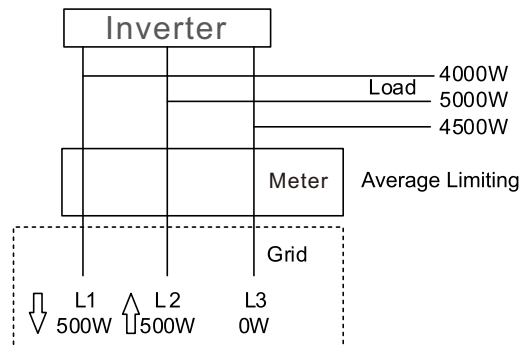 Inverter
4000W
Load
5000W
4500W
Meter
Average Limiting
Grid
L1 L2 L3
500W 500W 0W